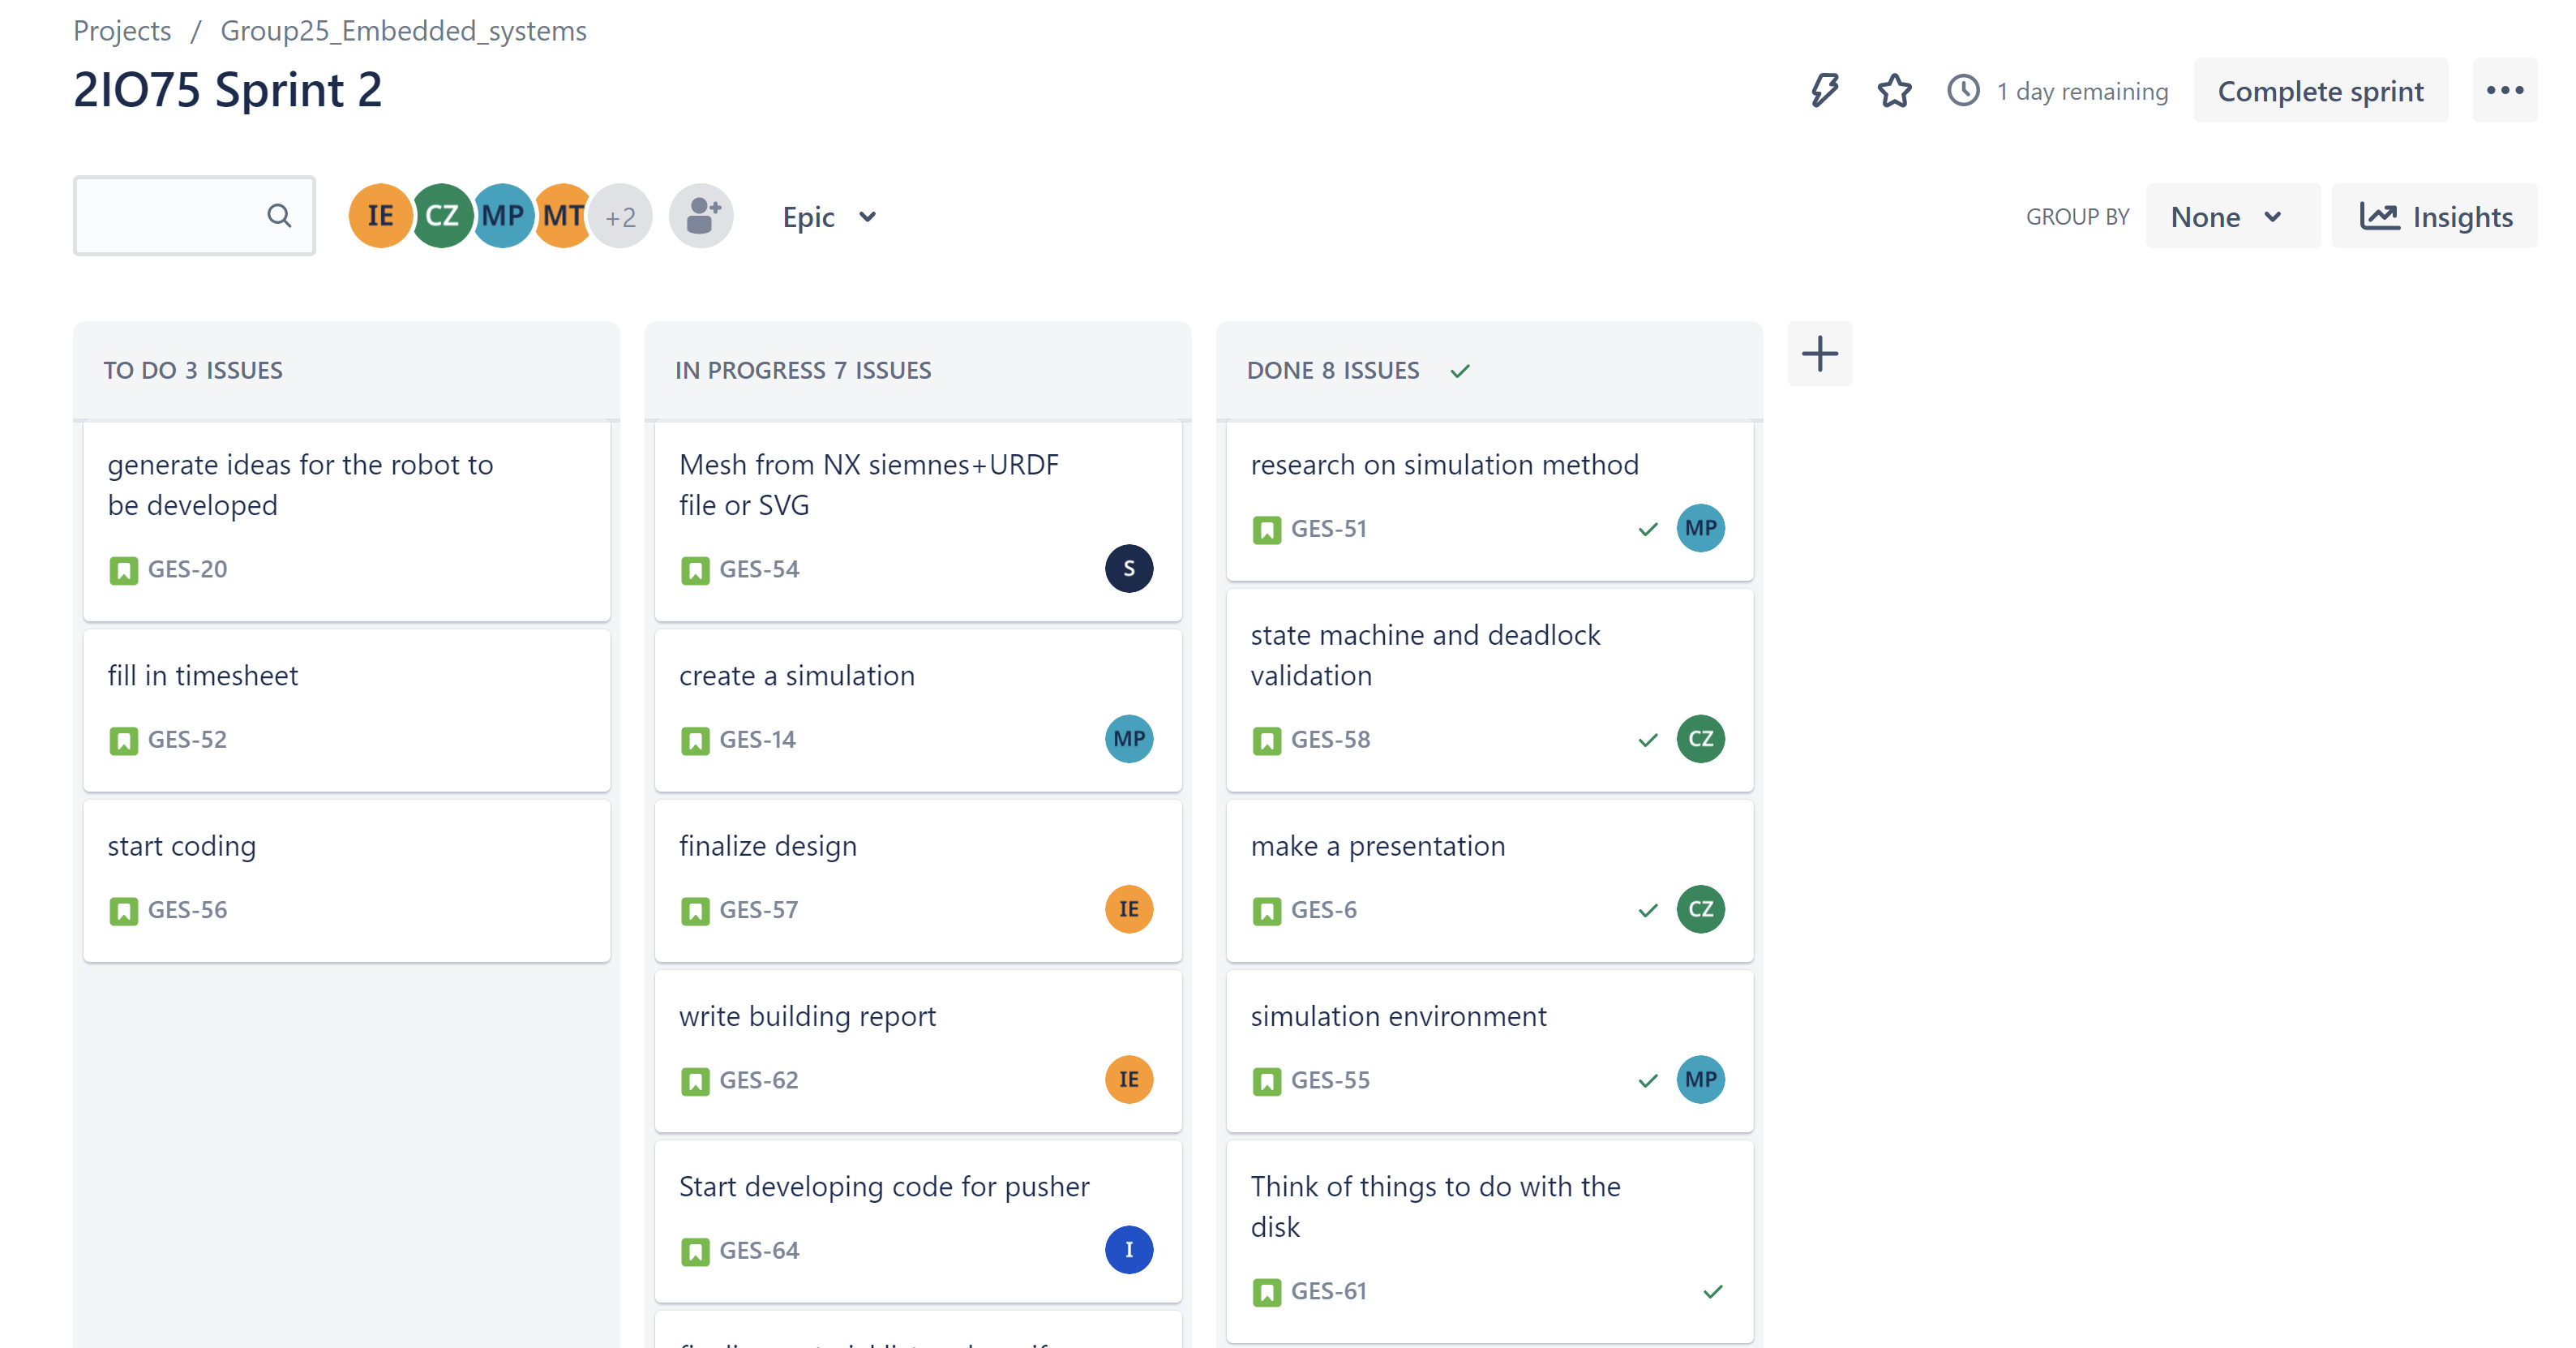 Projects / Group25_Embedded_systems
2IO75 Sprint 2
1 day remaining
Complete sprint
IE CZ MP MT +2
Epic
GROUP BY
None
Insights
TO DO 3 ISSUES
generate ideas for the robot to
be developed
GES-20
fill in timesheet
GES-52
start coding
GES-56
IN PROGRESS 7 ISSUES
Mesh from NX siemnes+URDF
file or SVG
GES-54
S
create a simulation
GES-14
MP
finalize design
GES-57
IE
write building report
GES-62
IE
Start developing code for pusher
GES-64
I
DONE 8 ISSUES
research on simulation method
GES-51
MP
state machine and deadlock
validation
GES-58
CZ
make a presentation
GES-6
CZ
simulation environment
GES-55
MP
Think of things to do with the
disk
GES-61